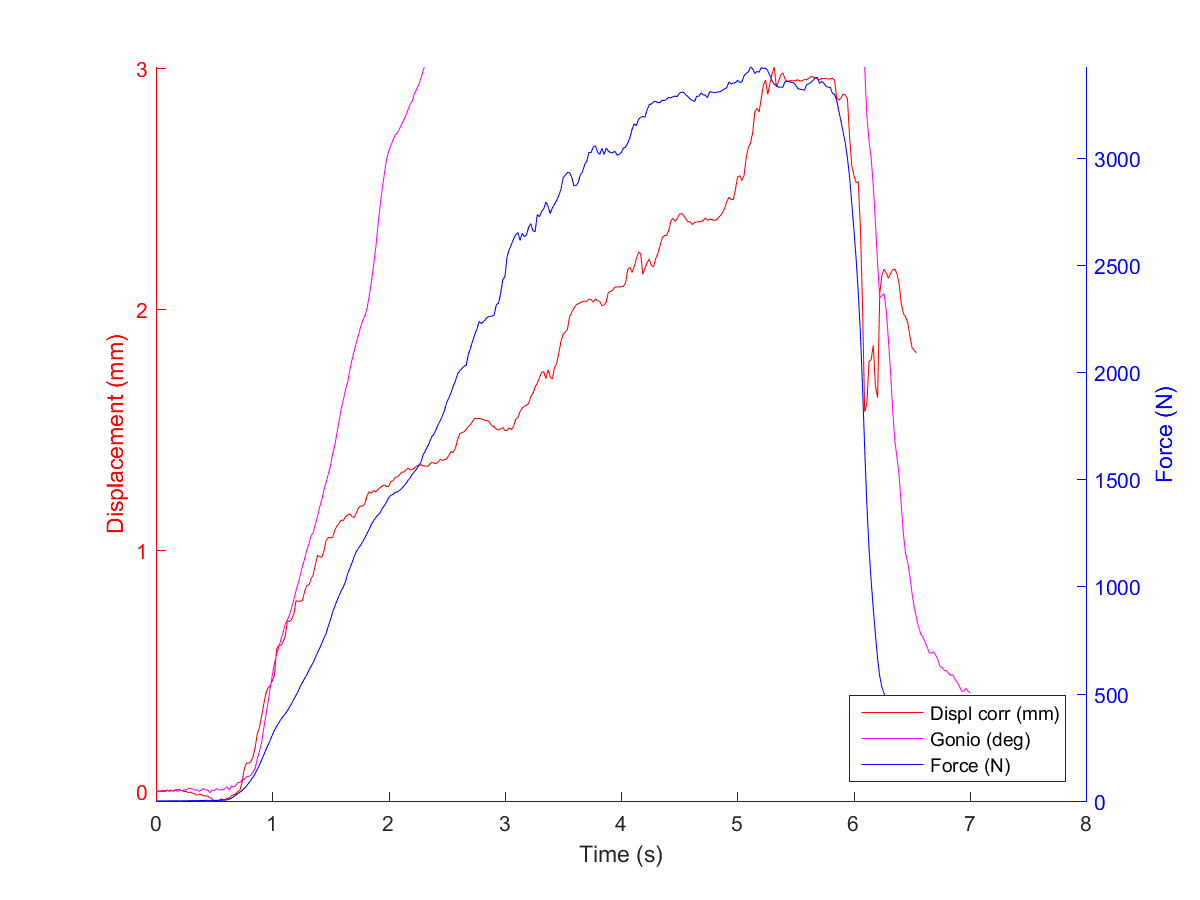 3
2
1
0
Displacement (mm)
3000
2500
2000
1500
1000
500
0
Force (N)
Displ corr (mm)
Gonio (deg)
Force (N)
0 1 2 3 4 5 6 7 8
Time (s)